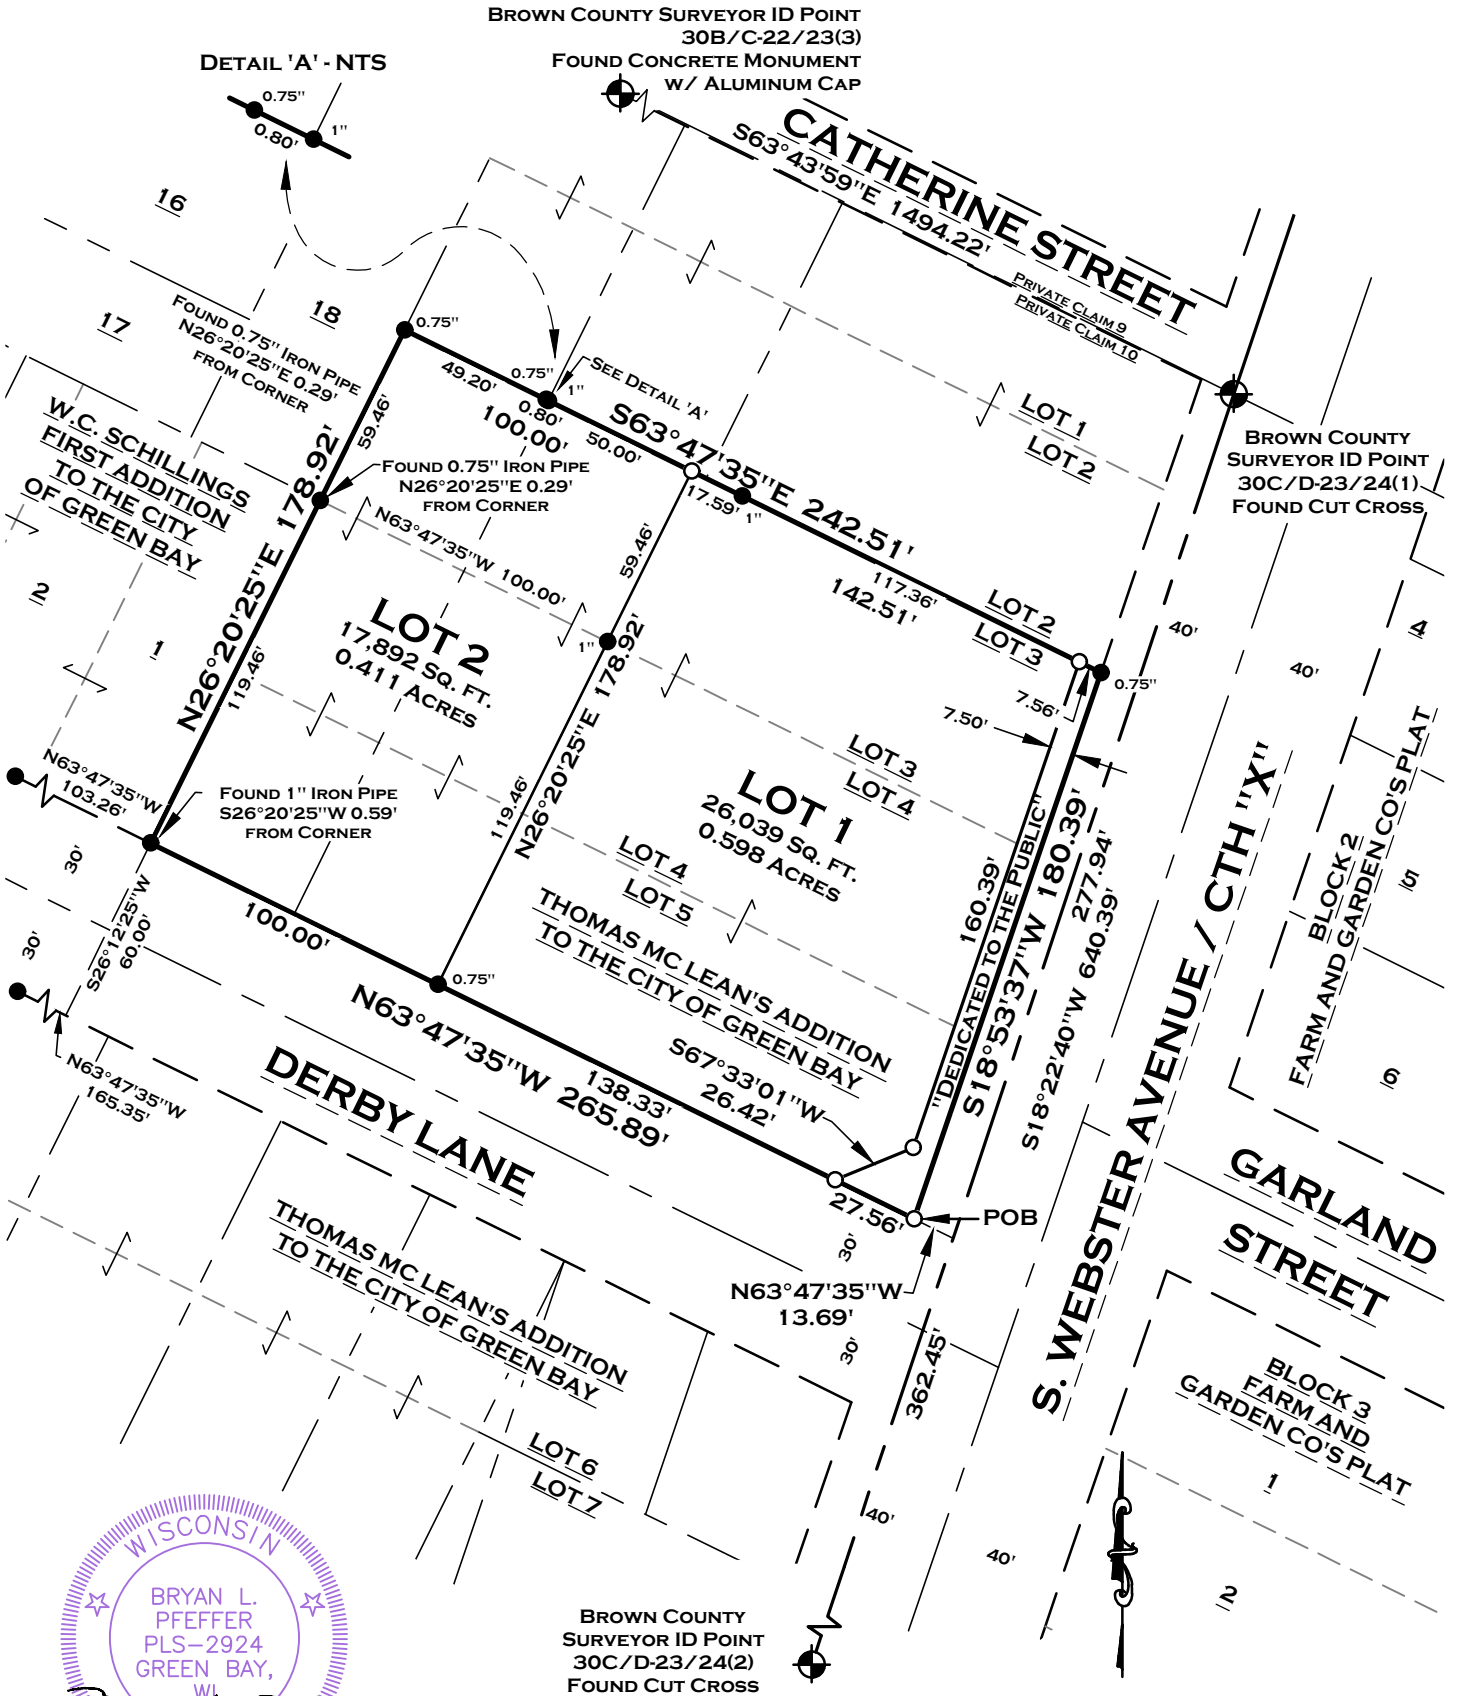 BROWN COUNTY SURVEYOR ID POINT
30B/C-22/23(3)
FOUND CONCRETE MONUMENT
W/ ALUMINUM CAP
DETAIL 'A' - NTS
0.75"
0.80'
1"
CATHERINE STREET
S63°43'59"E 1494.22'
PRIVATE CLAIM 9
PRIVATE CLAIM 10
16
17
18
FOUND 0.75" IRON PIPE
N26°20'25"E 0.29'
FROM CORNER
0.75"
49.20'
0.75"
1"
0.80'
SEE DETAIL 'A'
100.00'
50.00'
S63°47'35"E 242.51'
17.59'
1"
117.36'
142.51'
LOT 1
LOT 2
BROWN COUNTY
SURVEYOR ID POINT
30C/D-23/24(1)
FOUND CUT CROSS
W.C. SCHILLINGS
FIRST ADDITION
TO THE CITY
OF GREEN BAY
2
1
59.46'
N26°20'25"E 178.92'
119.46'
FOUND 0.75" IRON PIPE
N26°20'25"E 0.29'
FROM CORNER
N63°47'35"W 100.00'
59.46'
LOT 2
17,892 SQ. FT.
0.411 ACRES
1"
N26°20'25"E 178.92'
119.46'
LOT 2
LOT 3
7.56'
0.75"
7.50'
40'
40'
4
LOT 3
LOT 4
LOT 1
26,039 SQ. FT.
0.598 ACRES
LOT 4
LOT 5
N63°47'35"W
103.26'
FOUND 1" IRON PIPE
S26°20'25"W 0.59'
FROM CORNER
30'
30'
S26°12'25"W
60.00'
100.00'
0.75"
THOMAS MC LEAN'S ADDITION
TO THE CITY OF GREEN BAY
160.39'
"DEDICATED TO THE PUBLIC"
S18°53'37"W 180.39'
277.94'
S18°22'40"W 640.39'
S. WEBSTER AVENUE / CTH "X"
BLOCK 2
FARM AND GARDEN CO'S PLAT
5
6
N63°47'35"W
165.35'
DERBY LANE
N63°47'35"W 265.89'
138.33'
S67°33'01"W
26.42'
27.56'
POB
30'
N63°47'35"W
13.69'
30'
362.45'
GARLAND
STREET
THOMAS MC LEAN'S ADDITION
TO THE CITY OF GREEN BAY
LOT 6
LOT 7
BLOCK 3
FARM AND
GARDEN CO'S PLAT
1
2
40'
40'
WISCONSIN
BRYAN L.
PFEFFER
PLS-2924
GREEN BAY,
WI
BROWN COUNTY
SURVEYOR ID POINT
30C/D-23/24(2)
FOUND CUT CROSS